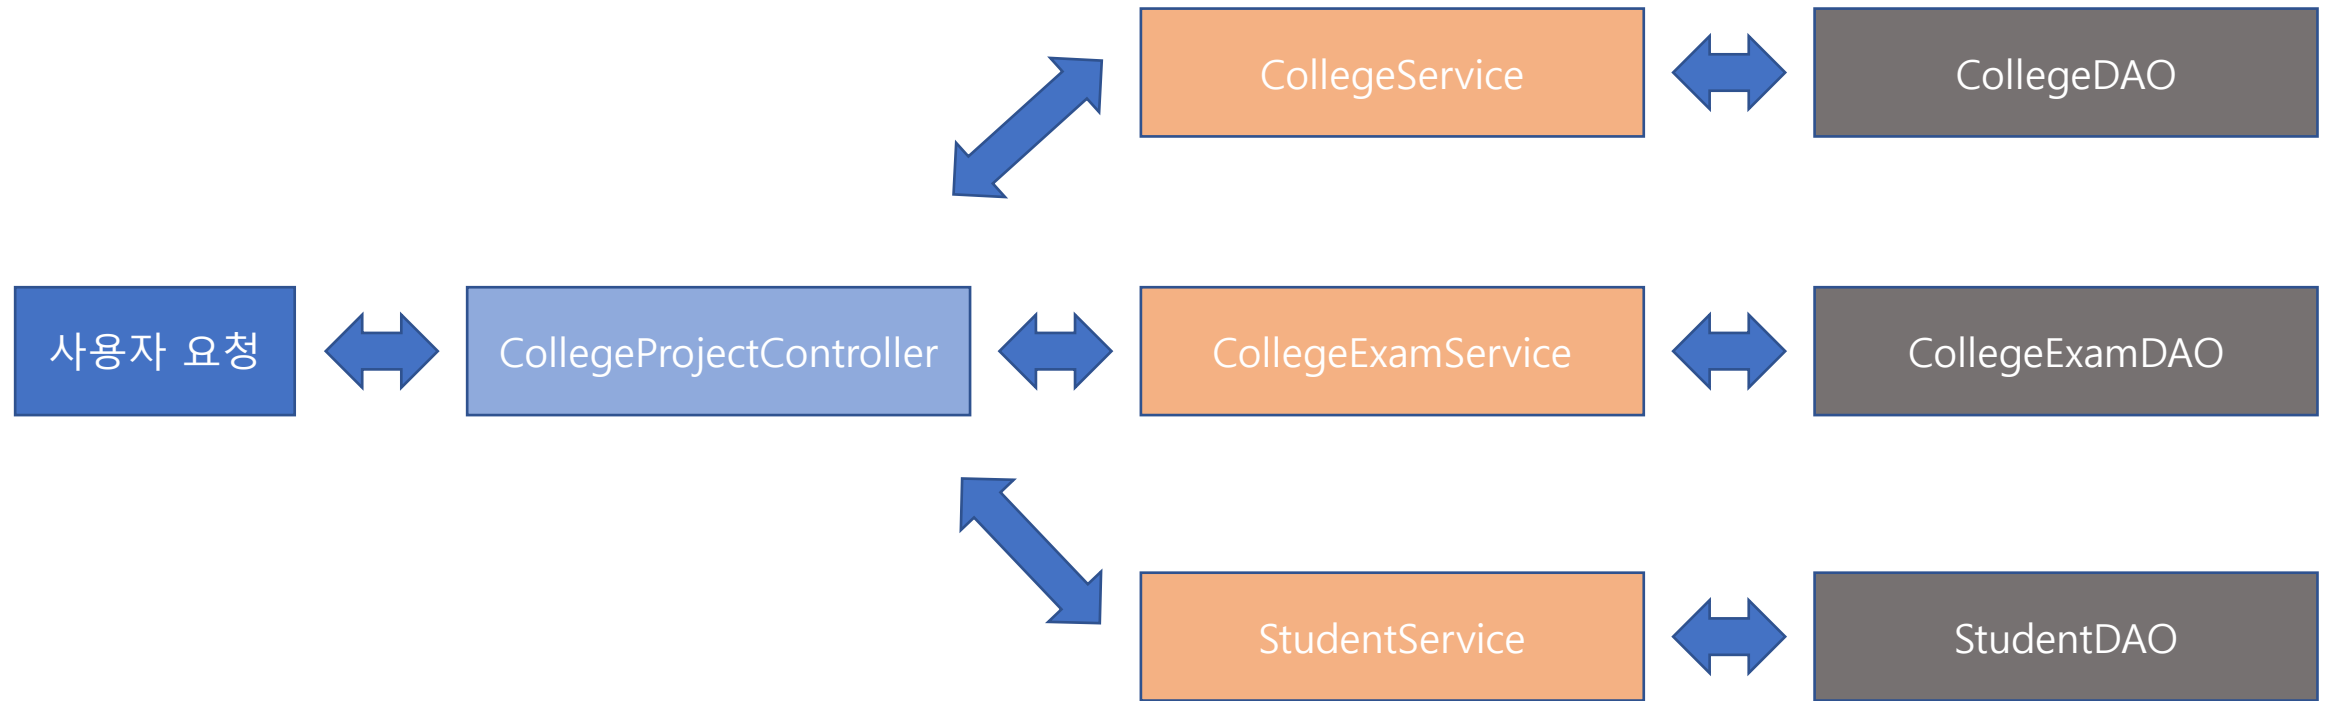 CollegeService
CollegeDAO
사용자 요청
CollegeProjectController
CollegeExamService
CollegeExamDAO
StudentService
StudentDAO